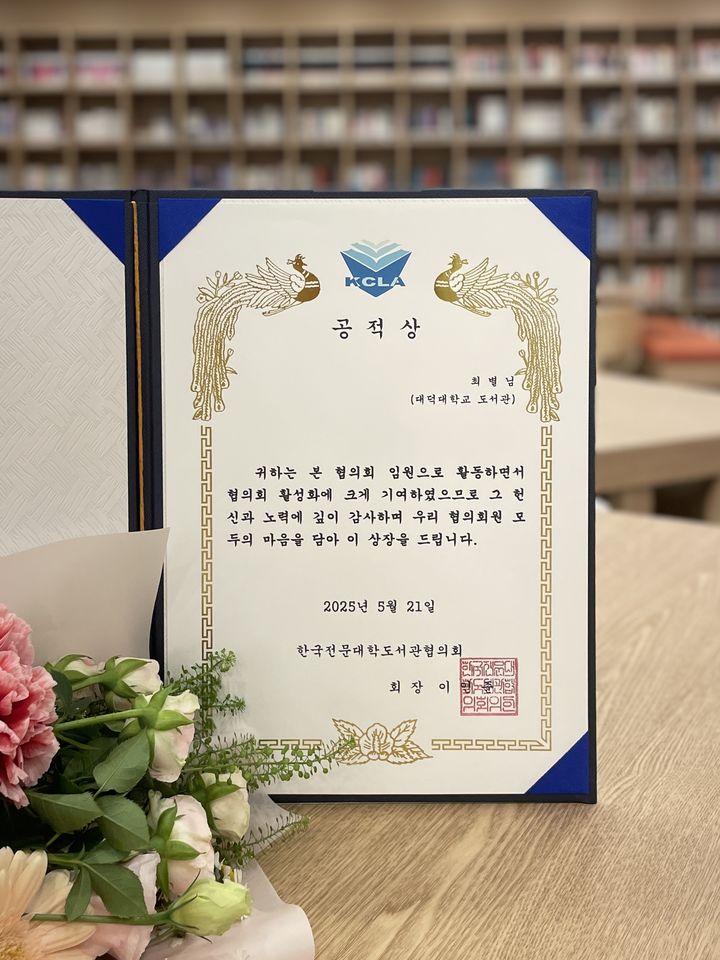 KCLA
공 적 상
최 별 님
(대덕대학교 도서관)
귀하는 본 협의회 임원으로 활동하면서
협의회 활성화에 크게 기여하였으므로 그 헌
신과 노력에 깊이 감사하며 우리 협의회원 모
두의 마음을 담아 이 상장을 드립니다.
2025년 5월 21일
한국전문대학도서관협의회
회 장 이